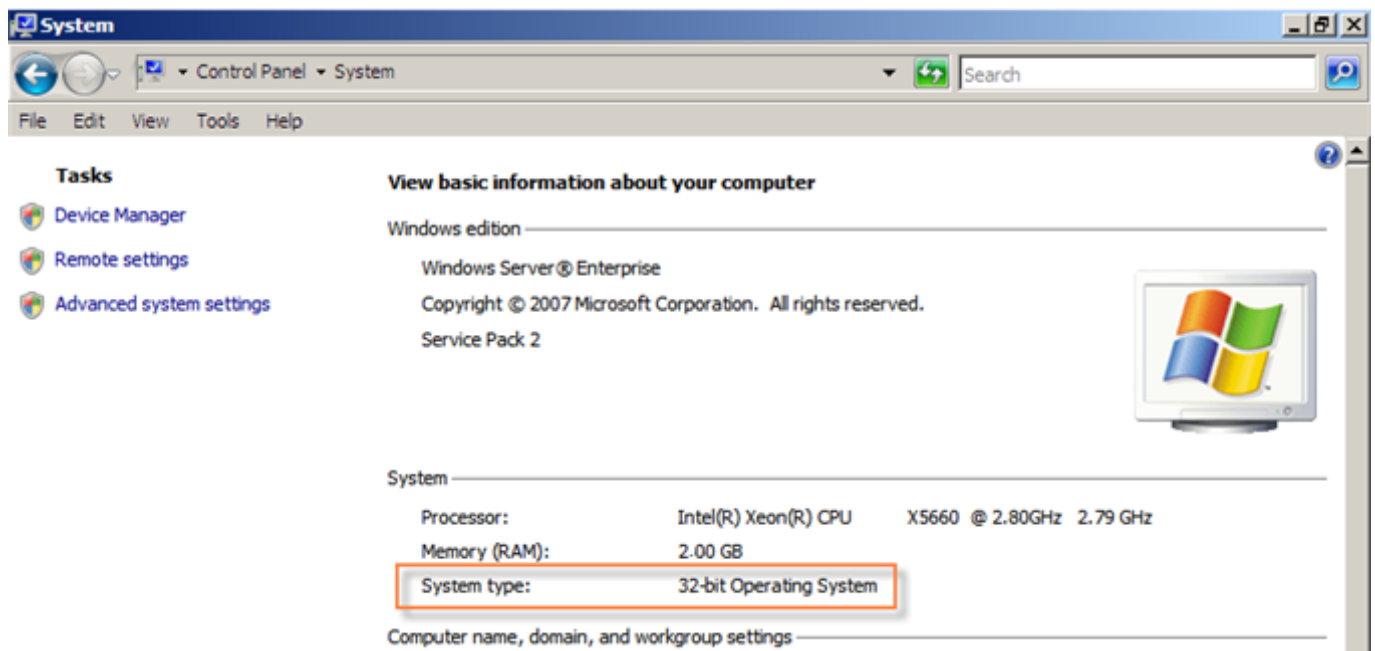 System
Control Panel System
Search
File Edit View Tools Help
Tasks
Device Manager
Remote settings
Advanced system settings
View basic information about your computer
Windows edition
Windows Server® Enterprise
Copyright © 2007 Microsoft Corporation. All rights reserved.
Service Pack 2
System
Processor: Intel(R) Xeon(R) CPU X5660 @ 2.80GHz 2.79 GHz
Memory (RAM): 2.00 GB
System type: 32-bit Operating System
Computer name, domain, and workgroup settings